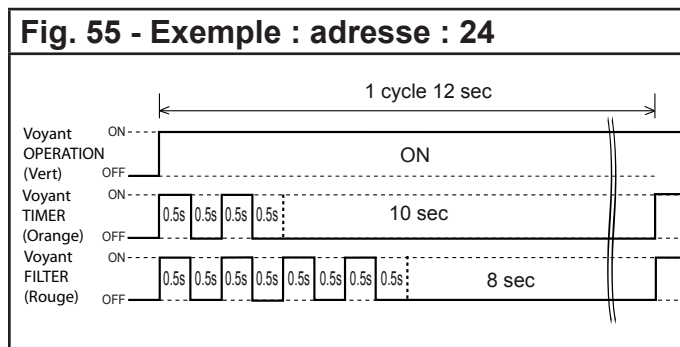 Fig. 55 - Exemple : adresse : 24
1 cycle 12 sec
Voyant
OPERATION
(Vert)
ON
OFF
ON
Voyant
TIMER
(Orange)
ON
OFF
0.5s 0.5s 0.5s 0.5s 10 sec
Voyant
FILTER
(Rouge)
ON
OFF
0.5s 0.5s 0.5s 0.5s 0.5s 0.5s 0.5s 0.5s 8 sec